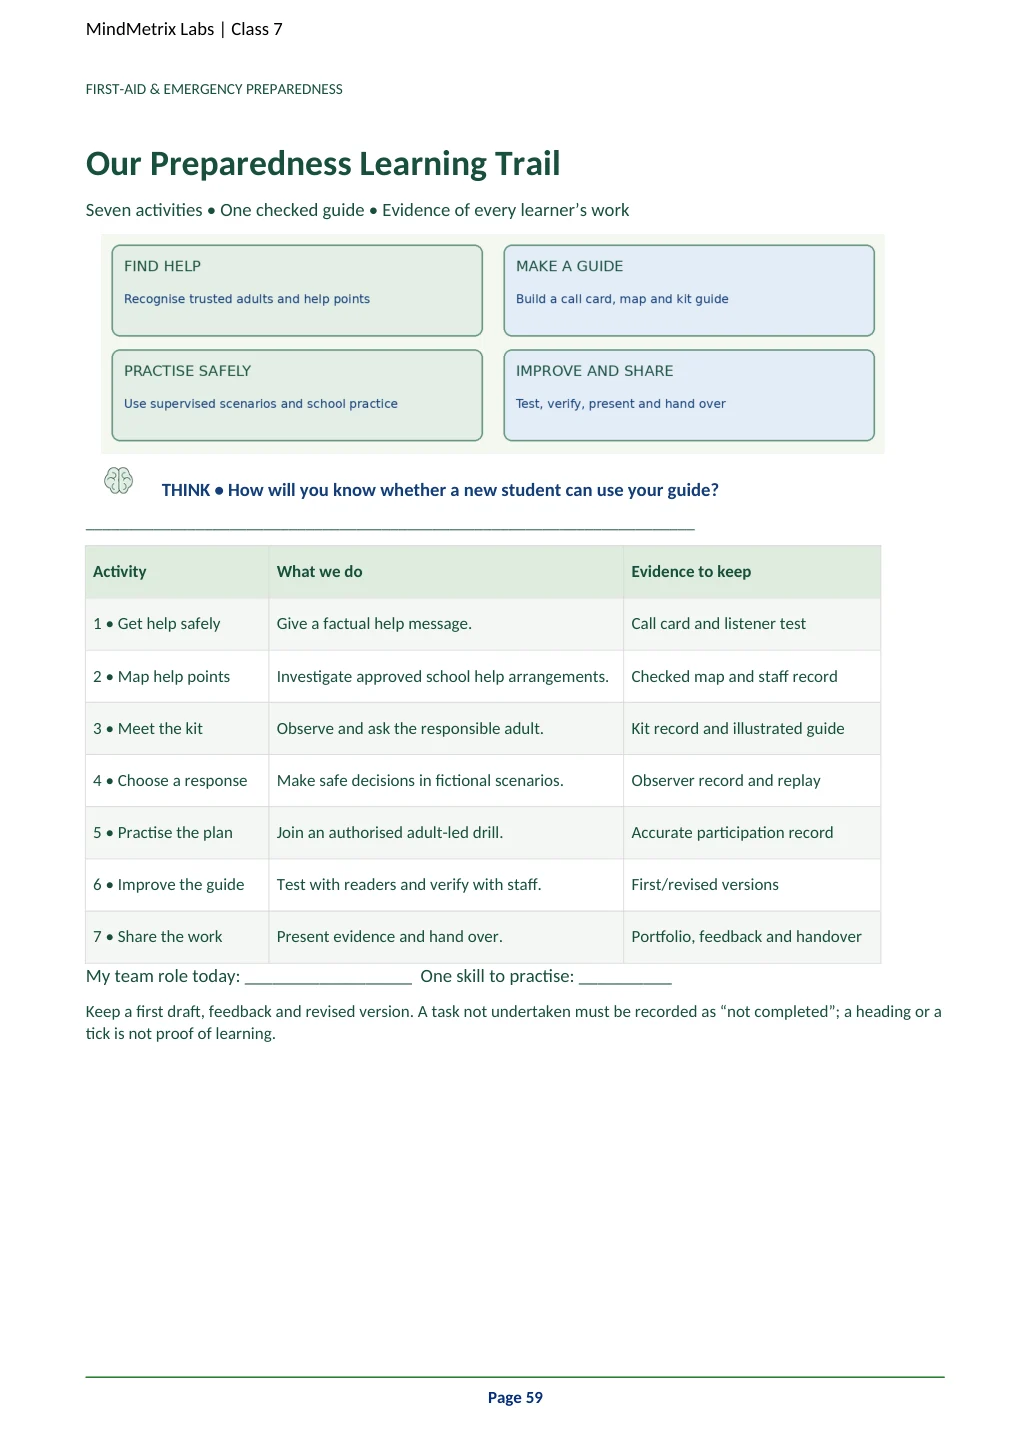 MindMetrix Labs | Class 7
FIRST-AID & EMERGENCY PREPAREDNESS
Our Preparedness Learning Trail
Seven activities • One checked guide • Evidence of every learner’s work
FIND HELP
Recognise trusted adults and help points
MAKE A GUIDE
Build a call card, map and kit guide
PRACTISE SAFELY
Use supervised scenarios and school practice
IMPROVE AND SHARE
Test, verify, present and hand over
THINK • How will you know whether a new student can use your guide?
Activity What we do Evidence to keep
1 • Get help safely Give a factual help message. Call card and listener test
2 • Map help points Investigate approved school help arrangements. Checked map and staff record
3 • Meet the kit Observe and ask the responsible adult. Kit record and illustrated guide
4 • Choose a response Make safe decisions in fictional scenarios. Observer record and replay
5 • Practise the plan Join an authorised adult-led drill. Accurate participation record
6 • Improve the guide Test with readers and verify with staff. First/revised versions
7 • Share the work Present evidence and hand over. Portfolio, feedback and handover
My team role today: __________________ One skill to practise: __________
Keep a first draft, feedback and revised version. A task not undertaken must be recorded as “not completed”; a heading or a
tick is not proof of learning.
Page 59